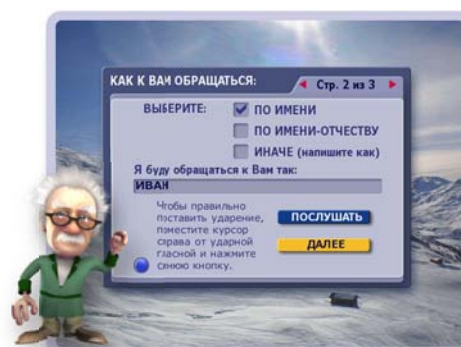 КАК К ВАМ ОБРАЩАТЬСЯ:
Стр. 2 из 3
ВЫБЕРИТЕ:
ПО ИМЕНИ
ПО ИМЕНИ-ОТЧЕСТВУ
ИНАЧЕ (напишите как)
Я буду обращаться к Вам так:
ИВАН
Чтобы правильно
поставить ударение,
поместите курсор
справа от ударной
гласной и нажмите
синюю кнопку.
ПОСЛУШАТЬ
ДАЛЕЕ